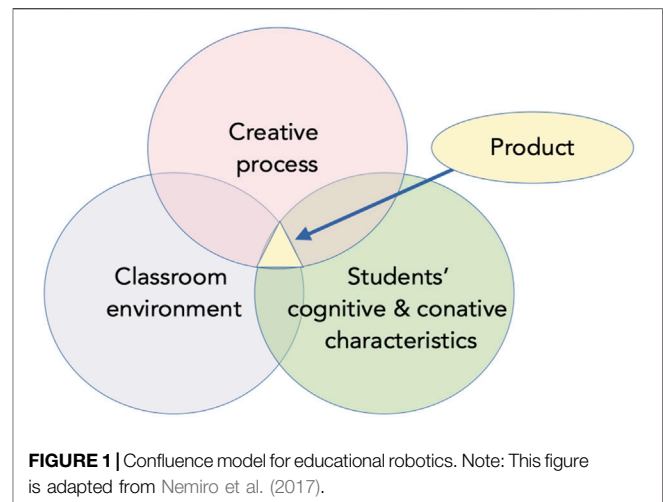 Creative
process
Product
Classroom
environment
Students’
cognitive & conative
characteristics
FIGURE 1 | Confluence model for educational robotics. Note: This figure
is adapted from Nemiro et al. (2017).